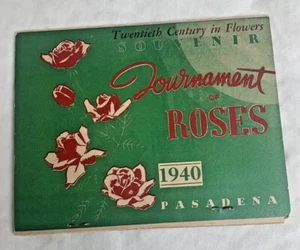 Twentieth Century in Flowers
SOUVENIR
Tournament
OF
ROSES
1940
PASADENA